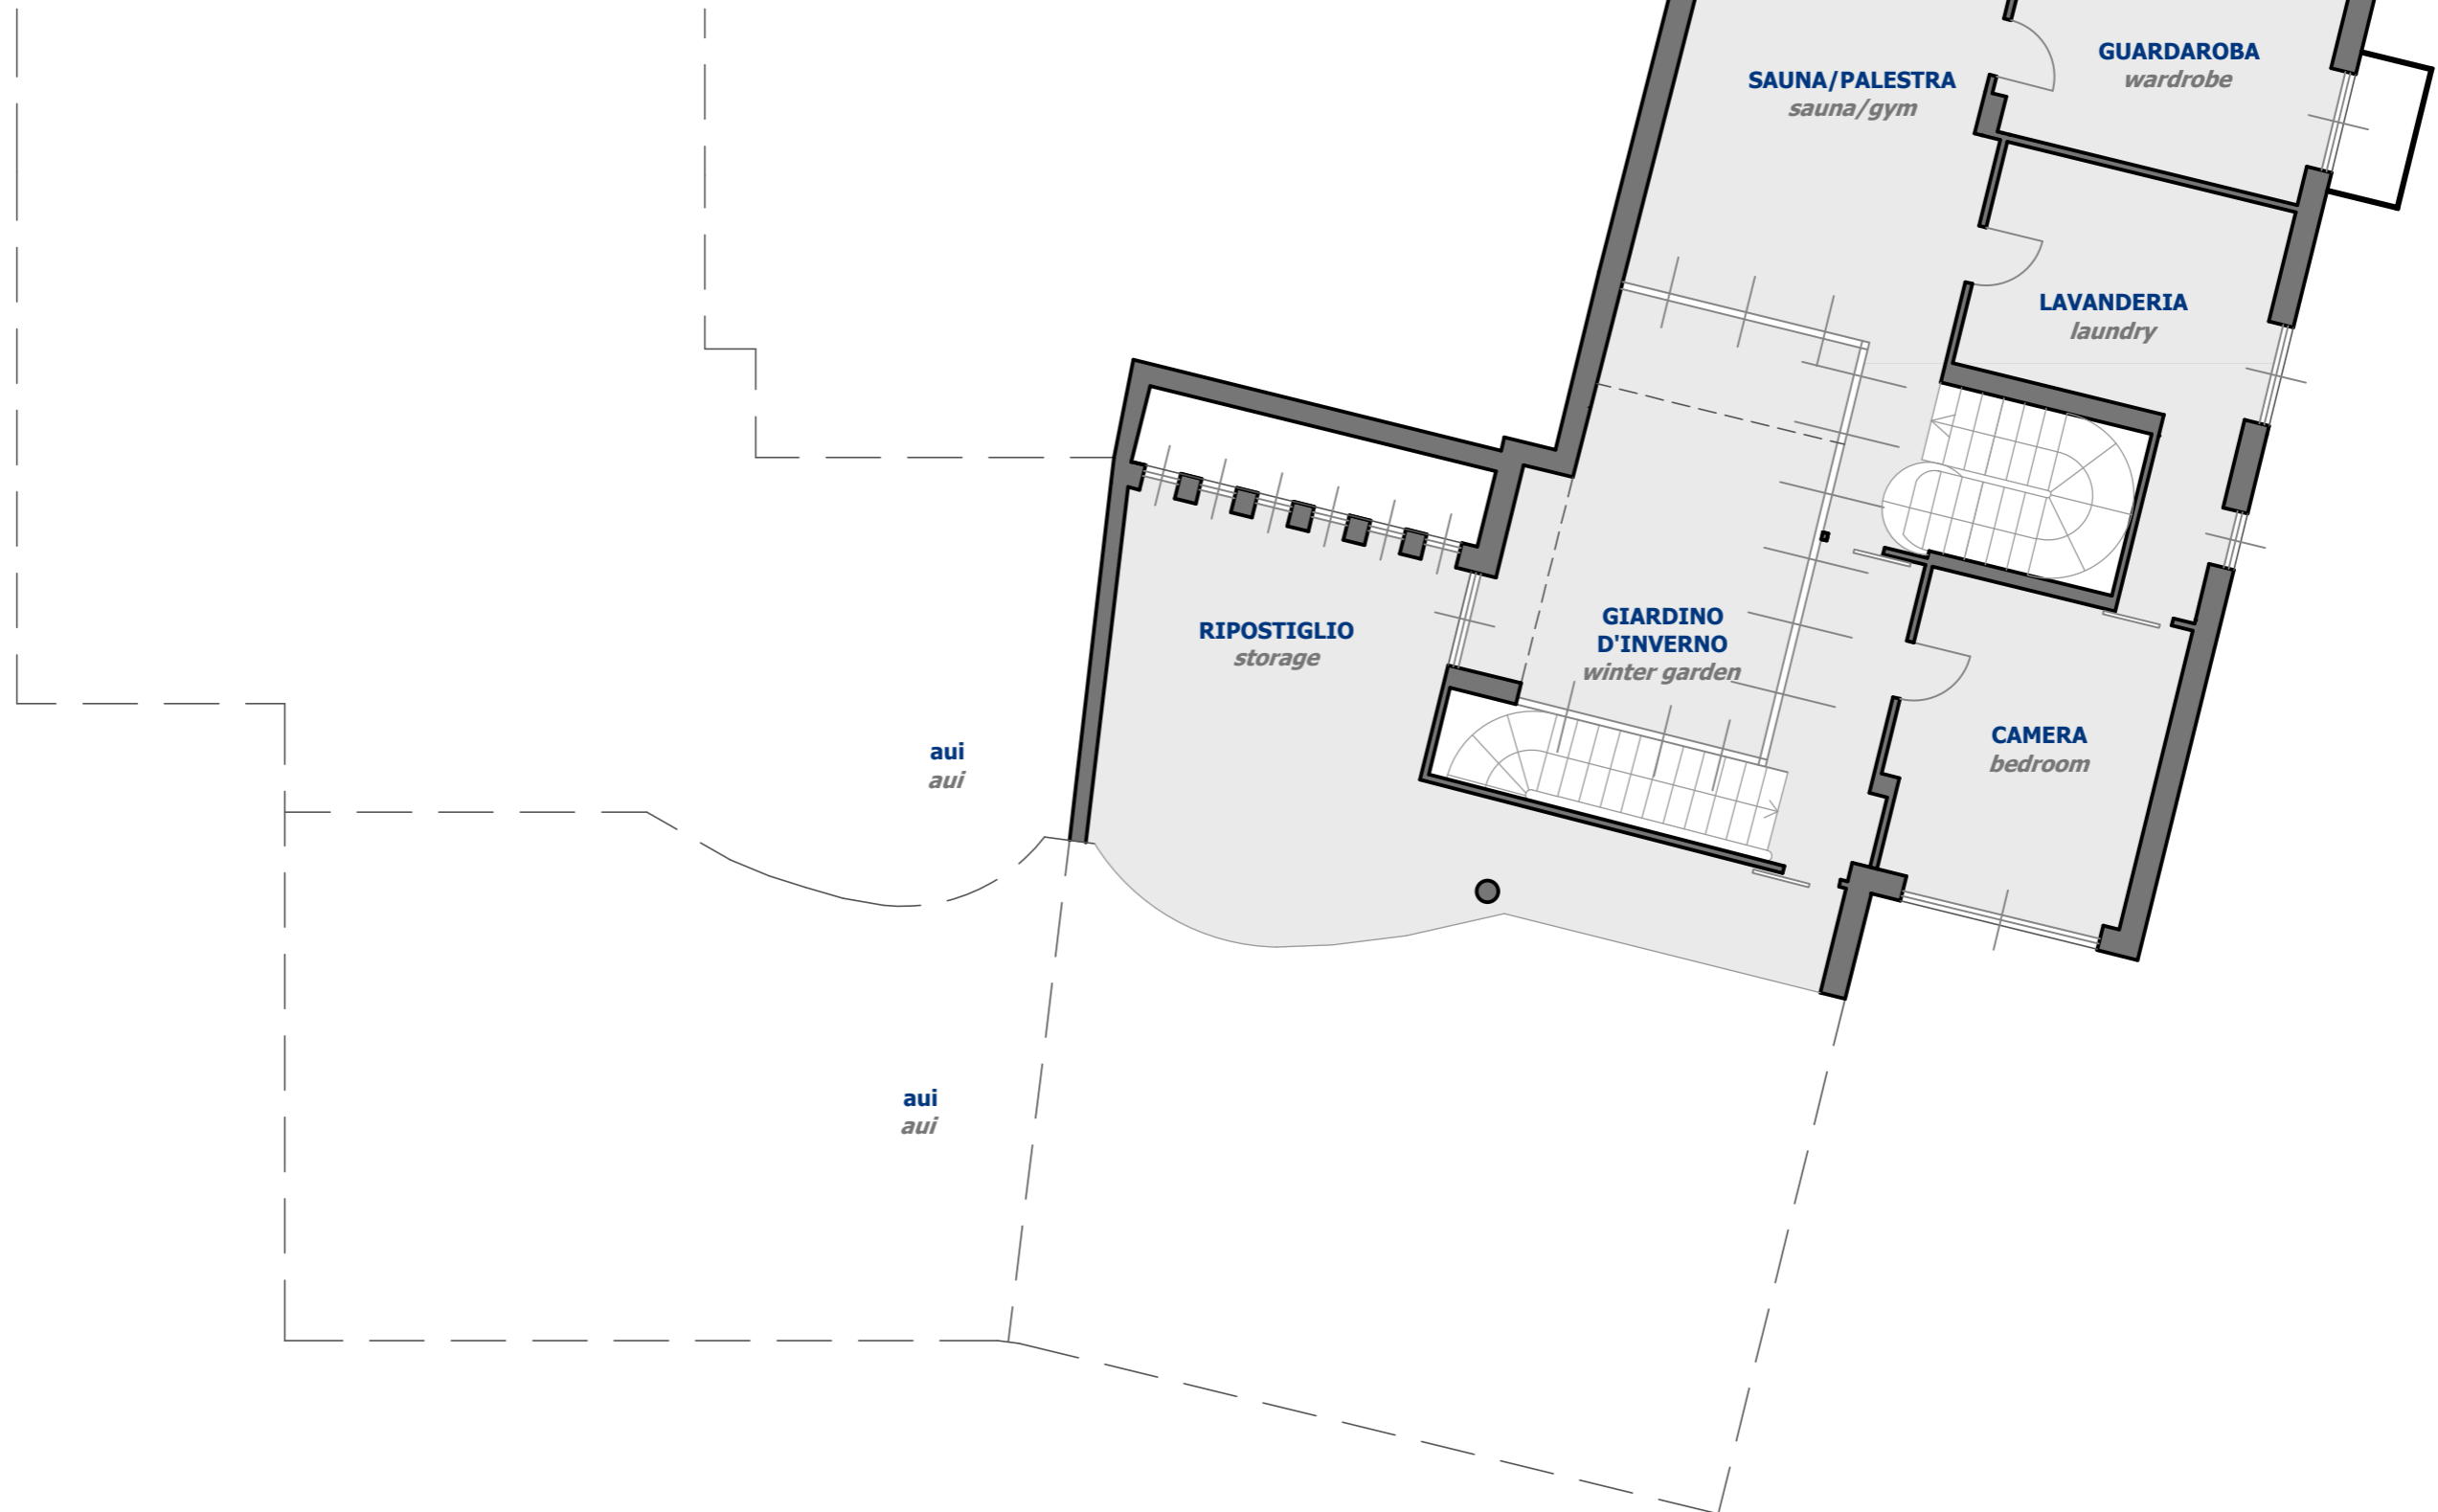 GUARDAROBA
wardrobe
SAUNA/PALESTRA
sauna/gym
LAVANDERIA
laundry
RIPOSTIGLIO
storage
GIARDINO
D'INVERNO
winter garden
CAMERA
bedroom
aui
aui
aui
aui